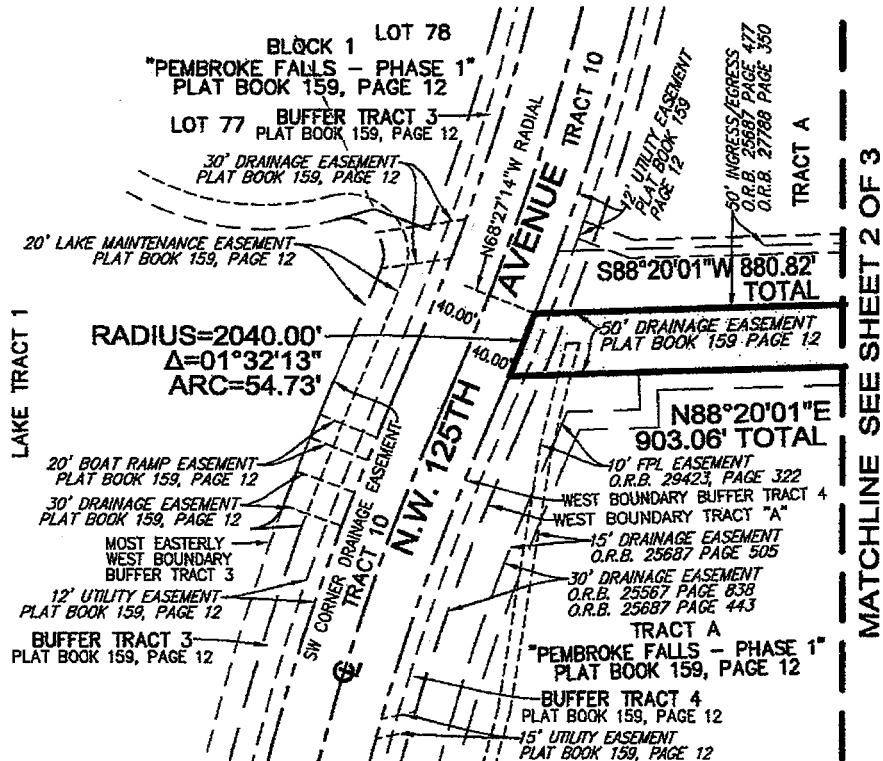 BLOCK 1
LOT 78
"PEMBROKE FALLS - PHASE 1"
PLAT BOOK 159, PAGE 12
LOT 77
BUFFER TRACT 3
PLAT BOOK 159, PAGE 12
30' DRAINAGE EASEMENT
PLAT BOOK 159, PAGE 12
20' LAKE MAINTENANCE EASEMENT
PLAT BOOK 159, PAGE 12
LAKE TRACT 1
RADIUS=2040.00'
Δ=01°32'13"
ARC=54.73'
20' BOAT RAMP EASEMENT
PLAT BOOK 159, PAGE 12
30' DRAINAGE EASEMENT
PLAT BOOK 159, PAGE 12
MOST EASTERLY
WEST BOUNDARY
BUFFER TRACT 3
12' UTILITY EASEMENT
PLAT BOOK 159, PAGE 12
BUFFER TRACT 3
PLAT BOOK 159, PAGE 12
SW CORNER DRAINAGE EASEMENT
TRACT 10
N.W. 125TH
AVENUE
TRACT 10
N68°27'14"W RADIAL
40.00'
40.00'
℄
12' UTILITY EASEMENT
PLAT BOOK 159
PAGE 12
50' INGRESS/EGRESS
O.R.B. 25687 PAGE 477
O.R.B. 27788 PAGE 350
TRACT A
S88°20'01"W 880.82'
TOTAL
50' DRAINAGE EASEMENT
PLAT BOOK 159 PAGE 12
N88°20'01"E
903.06' TOTAL
10' FPL EASEMENT
O.R.B. 29423, PAGE 322
WEST BOUNDARY BUFFER TRACT 4
WEST BOUNDARY TRACT "A"
15' DRAINAGE EASEMENT
O.R.B. 25687 PAGE 505
30' DRAINAGE EASEMENT
O.R.B. 25567 PAGE 838
O.R.B. 25687 PAGE 443
TRACT A
"PEMBROKE FALLS - PHASE 1"
PLAT BOOK 159, PAGE 12
BUFFER TRACT 4
PLAT BOOK 159, PAGE 12
15' UTILITY EASEMENT
PLAT BOOK 159, PAGE 12
MATCHLINE SEE SHEET 2 OF 3